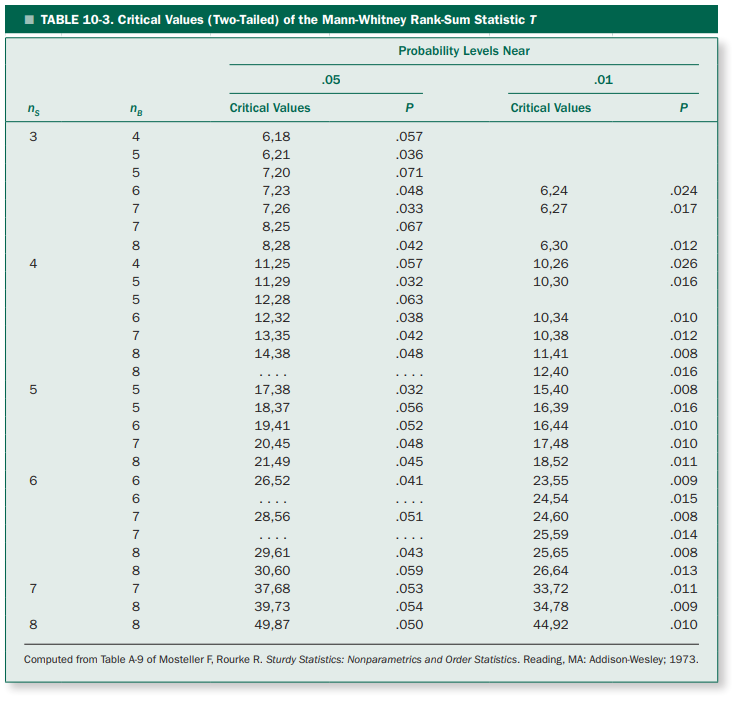 TABLE 10-3. Critical Values (Two-Tailed) of the Mann-Whitney Rank-Sum Statistic T
Probability Levels Near
.05 .01
nS nB Critical Values P Critical Values P
3 4 6,18 .057
5 6,21 .036
5 7,20 .071
6 7,23 .048 6,24 .024
7 7,26 .033 6,27 .017
7 8,25 .067
8 8,28 .042 6,30 .012
4 4 11,25 .057 10,26 .026
5 11,29 .032 10,30 .016
5 12,28 .063
6 12,32 .038 10,34 .010
7 13,35 .042 10,38 .012
8 14,38 .048 11,41 .008
8 . . . . . . . . 12,40 .016
5 5 17,38 .032 15,40 .008
5 18,37 .056 16,39 .016
6 19,41 .052 16,44 .010
7 20,45 .048 17,48 .010
8 21,49 .045 18,52 .011
6 6 26,52 .041 23,55 .009
6 . . . . . . . . 24,54 .015
7 28,56 .051 24,60 .008
7 . . . . . . . . 25,59 .014
8 29,61 .043 25,65 .008
8 30,60 .059 26,64 .013
7 7 37,68 .053 33,72 .011
8 39,73 .054 34,78 .009
8 8 49,87 .050 44,92 .010
Computed from Table A-9 of Mosteller F, Rourke R. Sturdy Statistics: Nonparametrics and Order Statistics. Reading, MA: Addison-Wesley; 1973.